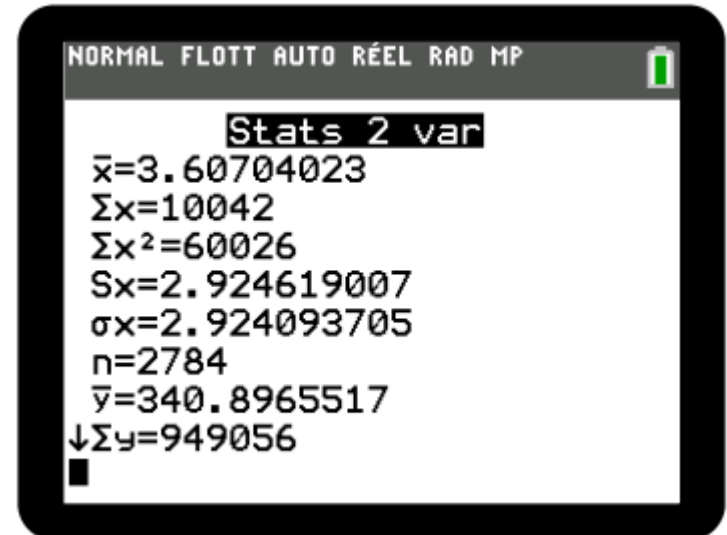 NORMAL FLOTT AUTO RÉEL RAD MP
Stats 2 var
x̄=3.60704023
Σx=10042
Σx²=60026
Sx=2.924619007
σx=2.924093705
n=2784
ȳ=340.8965517
↓Σy=949056